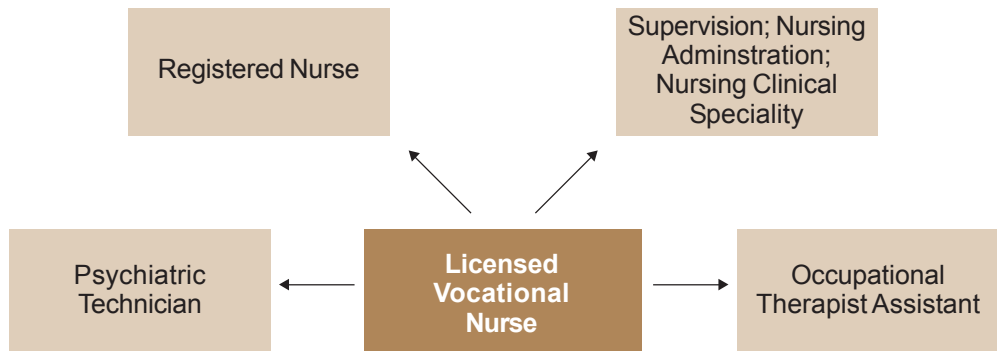 Registered Nurse
Supervision; Nursing
Adminstration;
Nursing Clinical
Speciality
Psychiatric
Technician
Licensed
Vocational
Nurse
Occupational
Therapist Assistant